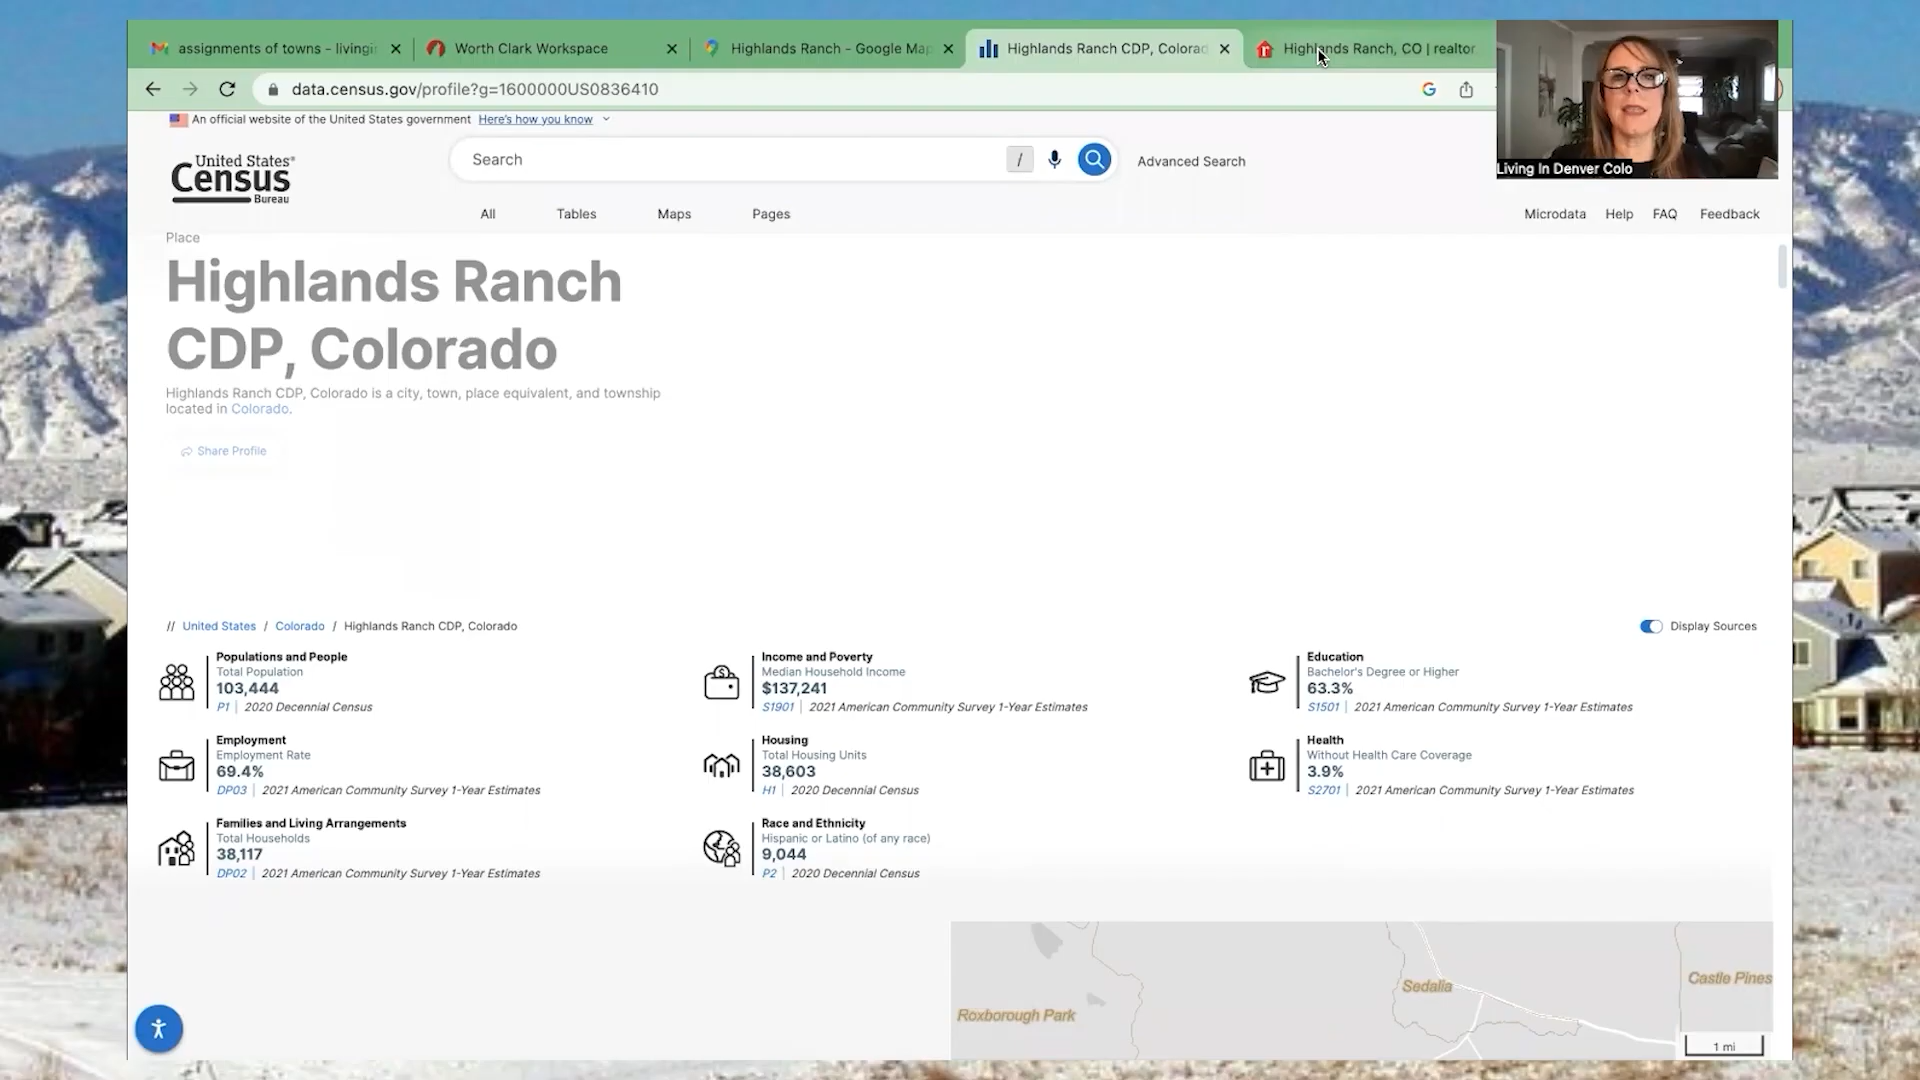 assignments of towns - livingi
Worth Clark Workspace
Highlands Ranch - Google Map
Highlands Ranch CDP, Colorad
Highlands Ranch, CO | realtor
data.census.gov/profile?g=1600000US0836410
Living In Denver Colo
An official website of the United States government Here's how you know
United States®
Census
Bureau
Search
/
Advanced Search
All
Tables
Maps
Pages
Microdata
Help
FAQ
Feedback
Place
Highlands Ranch
CDP, Colorado
Highlands Ranch CDP, Colorado is a city, town, place equivalent, and township
located in Colorado.
Share Profile
// United States / Colorado / Highlands Ranch CDP, Colorado
Display Sources
Populations and People
Total Population
103,444
P1 | 2020 Decennial Census
Income and Poverty
Median Household Income
$137,241
S1901 | 2021 American Community Survey 1-Year Estimates
Education
Bachelor's Degree or Higher
63.3%
S1501 | 2021 American Community Survey 1-Year Estimates
Employment
Employment Rate
69.4%
DP03 | 2021 American Community Survey 1-Year Estimates
Housing
Total Housing Units
38,603
H1 | 2020 Decennial Census
Health
Without Health Care Coverage
3.9%
S2701 | 2021 American Community Survey 1-Year Estimates
Families and Living Arrangements
Total Households
38,117
DP02 | 2021 American Community Survey 1-Year Estimates
Race and Ethnicity
Hispanic or Latino (of any race)
9,044
P2 | 2020 Decennial Census
Roxborough Park
Sedalia
Castle Pines
1 mi